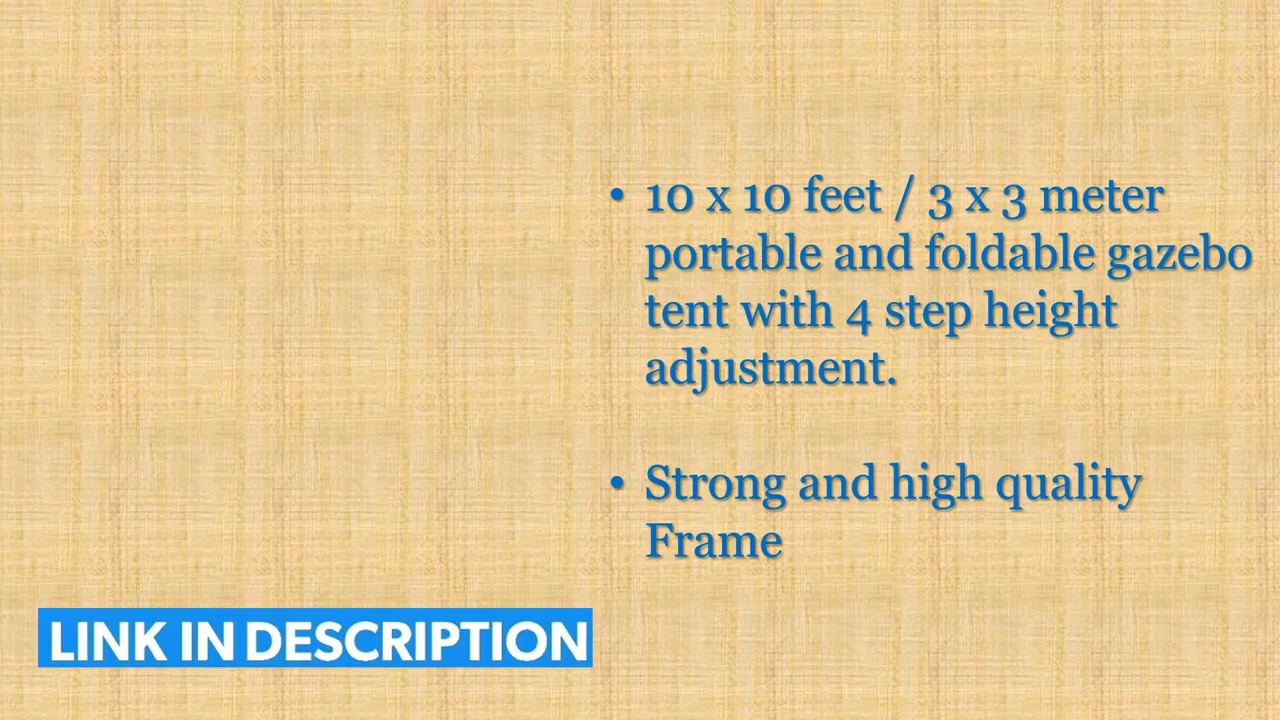 • 10 x 10 feet / 3 x 3 meter
portable and foldable gazebo
tent with 4 step height
adjustment.
• Strong and high quality
Frame
LINK IN DESCRIPTION